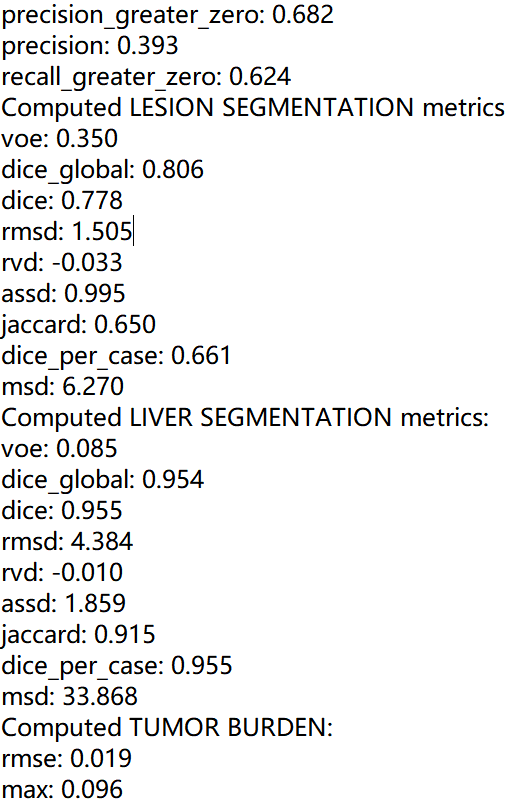 precision_greater_zero: 0.682
precision: 0.393
recall_greater_zero: 0.624
Computed LESION SEGMENTATION metrics
voe: 0.350
dice_global: 0.806
dice: 0.778
rmsd: 1.505
rvd: -0.033
assd: 0.995
jaccard: 0.650
dice_per_case: 0.661
msd: 6.270
Computed LIVER SEGMENTATION metrics:
voe: 0.085
dice_global: 0.954
dice: 0.955
rmsd: 4.384
rvd: -0.010
assd: 1.859
jaccard: 0.915
dice_per_case: 0.955
msd: 33.868
Computed TUMOR BURDEN:
rmse: 0.019
max: 0.096